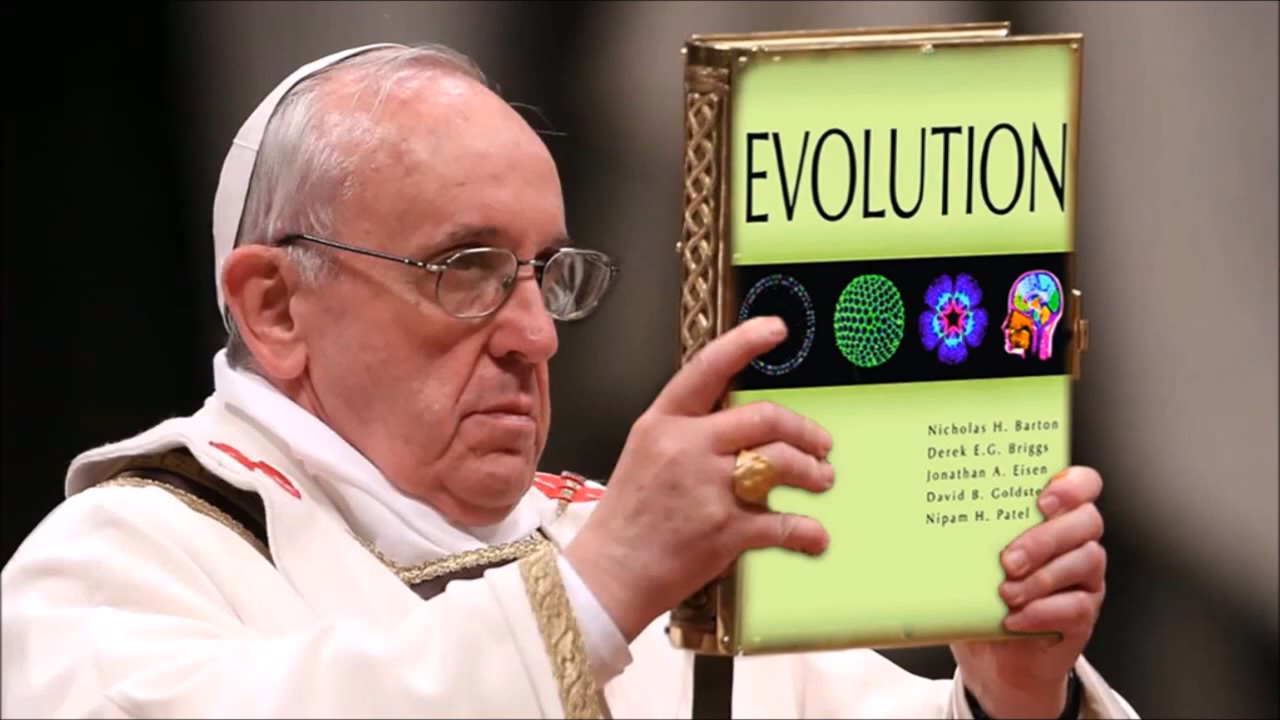 EVOLUTION
Nicholas H. Barton
Derek E.G. Briggs
Jonathan A. Eisen
David B.
Nipam H. Patel